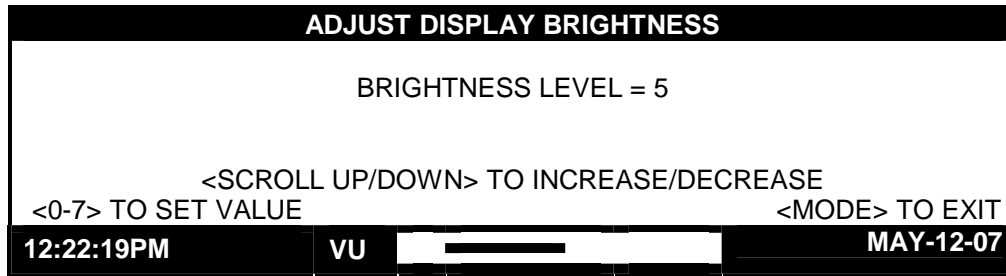 ADJUST DISPLAY BRIGHTNESS
BRIGHTNESS LEVEL = 5
<SCROLL UP/DOWN> TO INCREASE/DECREASE
<0-7> TO SET VALUE <MODE> TO EXIT
12:22:19PM VU MAY-12-07